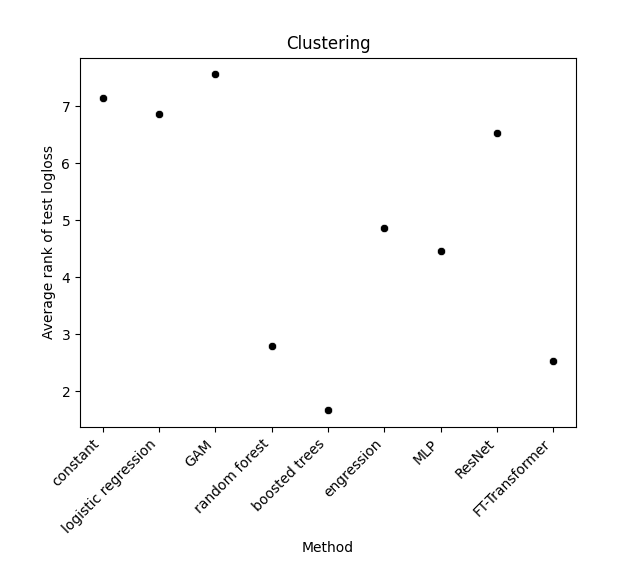 Clustering
Average rank of test logloss
7
6
5
4
3
2
constant
logistic regression
GAM
random forest
boosted trees
engression
MLP
ResNet
FT-Transformer
Method